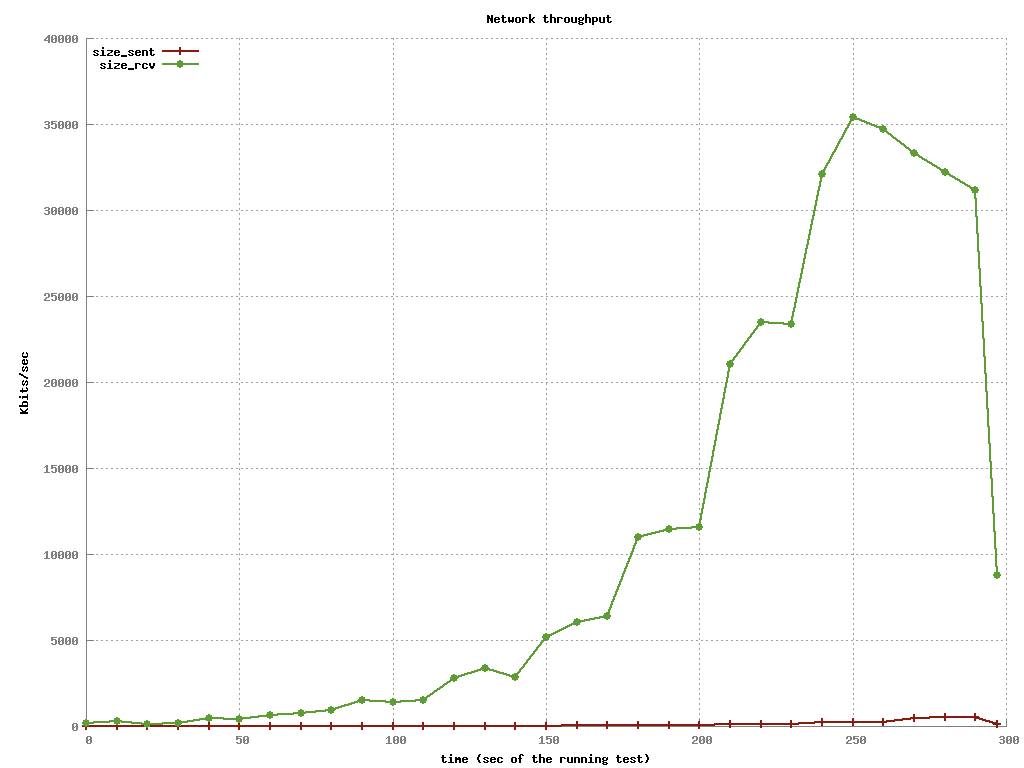 Network throughput
40000
size_sent
size_rcv
35000
30000
25000
Kbits/sec
20000
15000
10000
5000
0
0 50 100 150 200 250 300
time (sec of the running test)